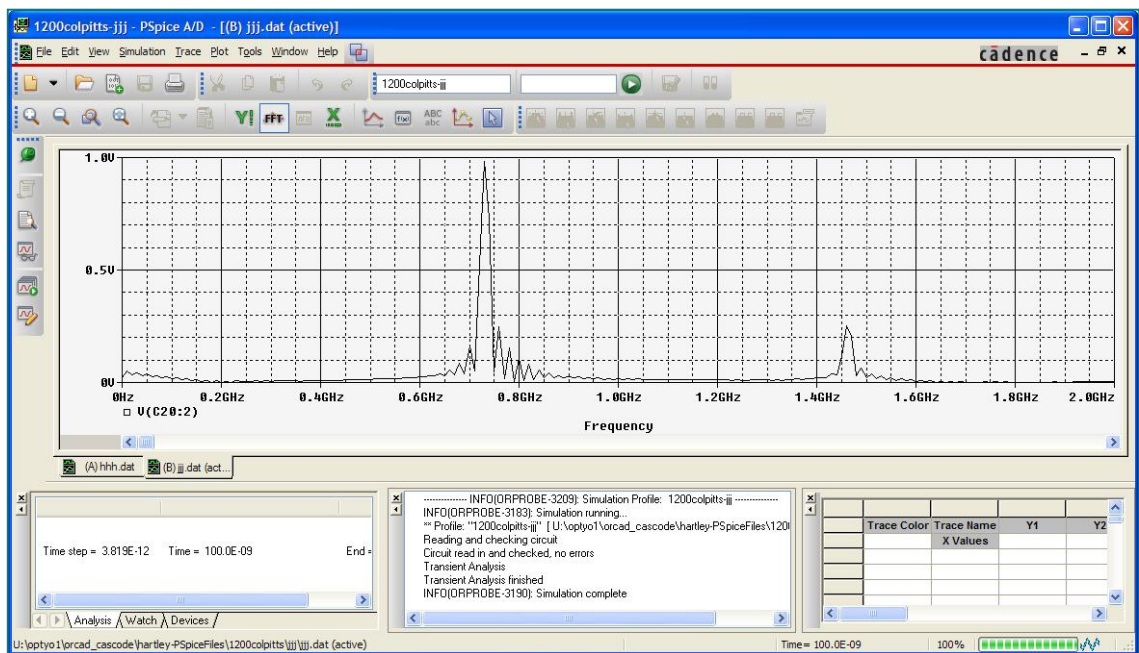 1200colpitts-jjj - PSpice A/D - [(B) jjj.dat (active)]
File Edit View Simulation Trace Plot Tools Window Help
cādence
1200colpitts-jjj
FFT
ABC
abc
1.0V
0.5V
0V
0Hz 0.2GHz 0.4GHz 0.6GHz 0.8GHz 1.0GHz 1.2GHz 1.4GHz 1.6GHz 1.8GHz 2.0GHz
V(C20:2)
Frequency
(A) hhh.dat (B) jjj.dat (act...
Time step = 3.819E-12 Time = 100.0E-09 End =
Analysis Watch Devices
--------------- INFO(ORPROBE-3209): Simulation Profile: 1200colpitts-jjj ---------------
INFO(ORPROBE-3183): Simulation running...
** Profile: "1200colpitts-jjj" [ U:\optyo1\orcad_cascode\hartley-PSpiceFiles\120
Reading and checking circuit
Circuit read in and checked, no errors
Transient Analysis
Transient Analysis finished
INFO(ORPROBE-3190): Simulation complete
Trace Color Trace Name Y1 Y2
X Values
U:\optyo1\orcad_cascode\hartley-PSpiceFiles\1200colpitts\jjj\jjj.dat (active) Time= 100.0E-09 100%